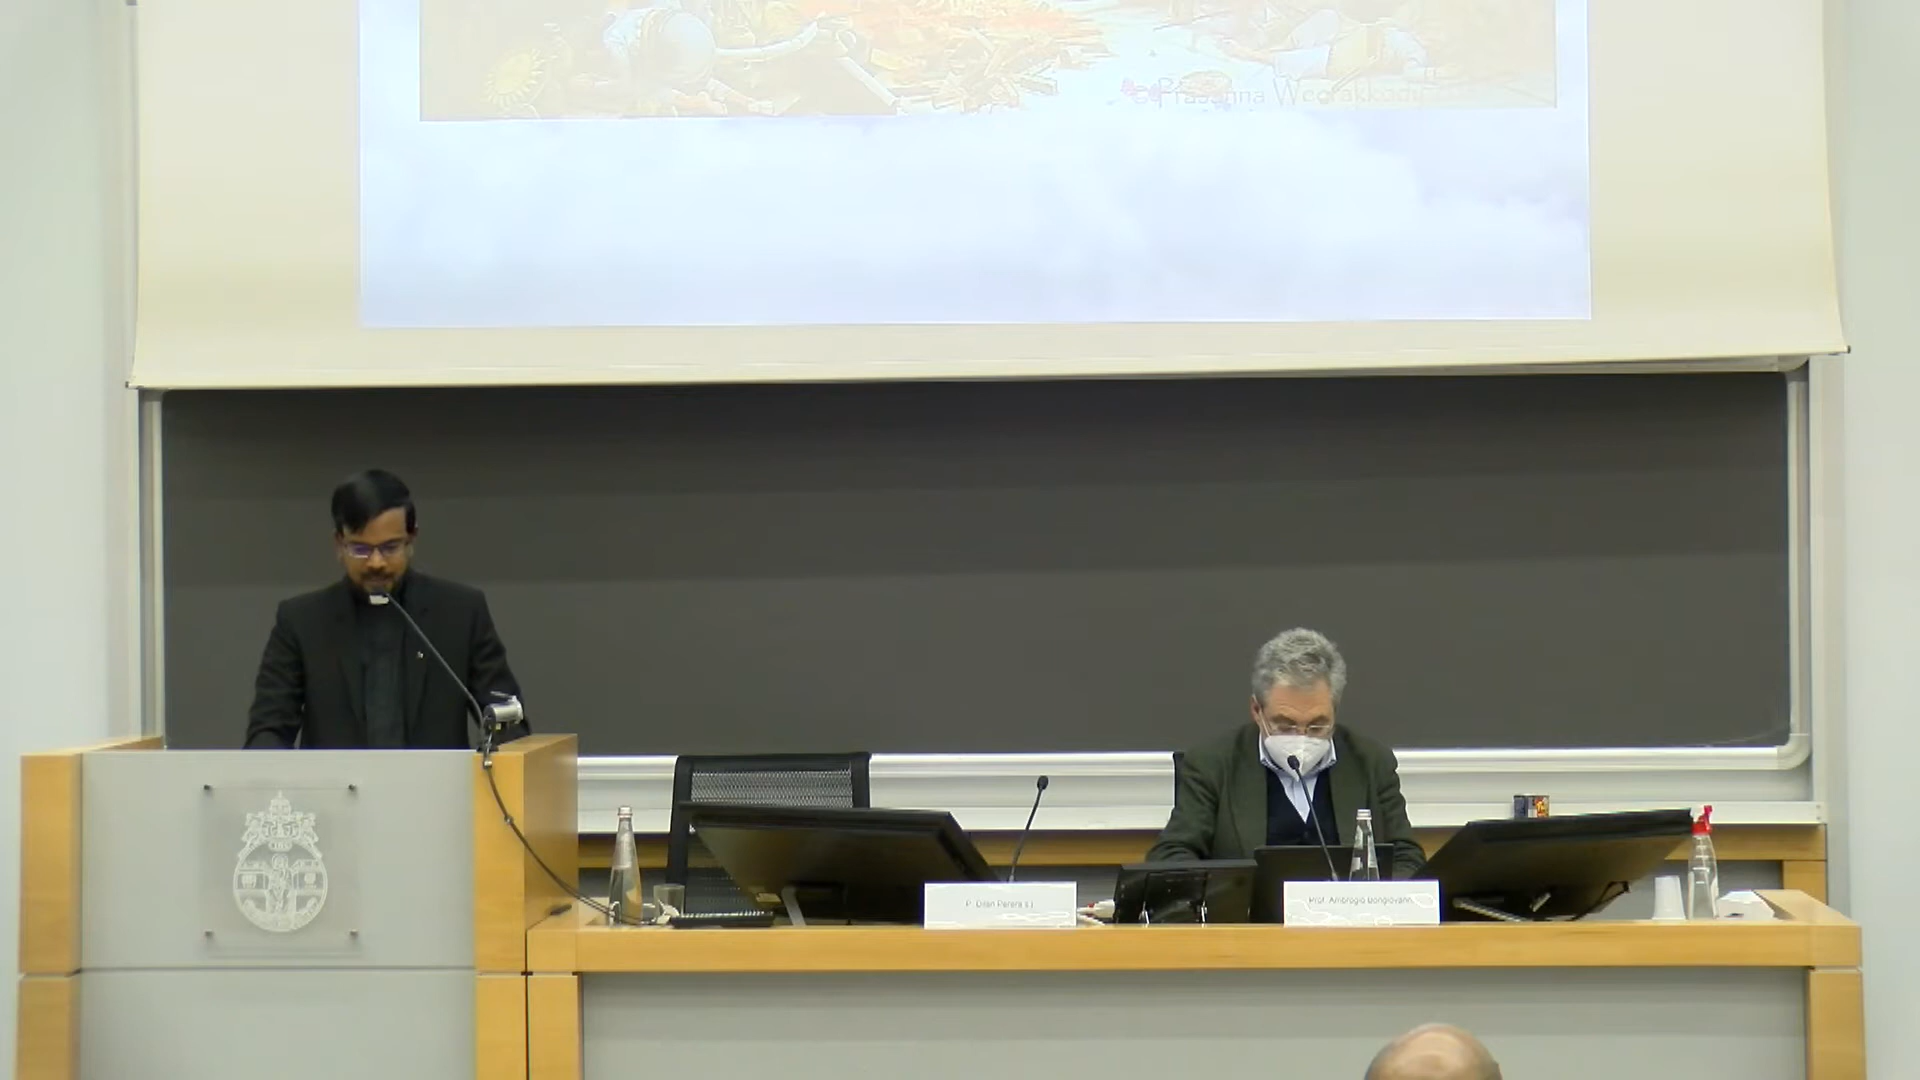 © Prasanna Weerakkody
P. Dilan Perera S.J.
Prof. Ambrogio Bongiovanni